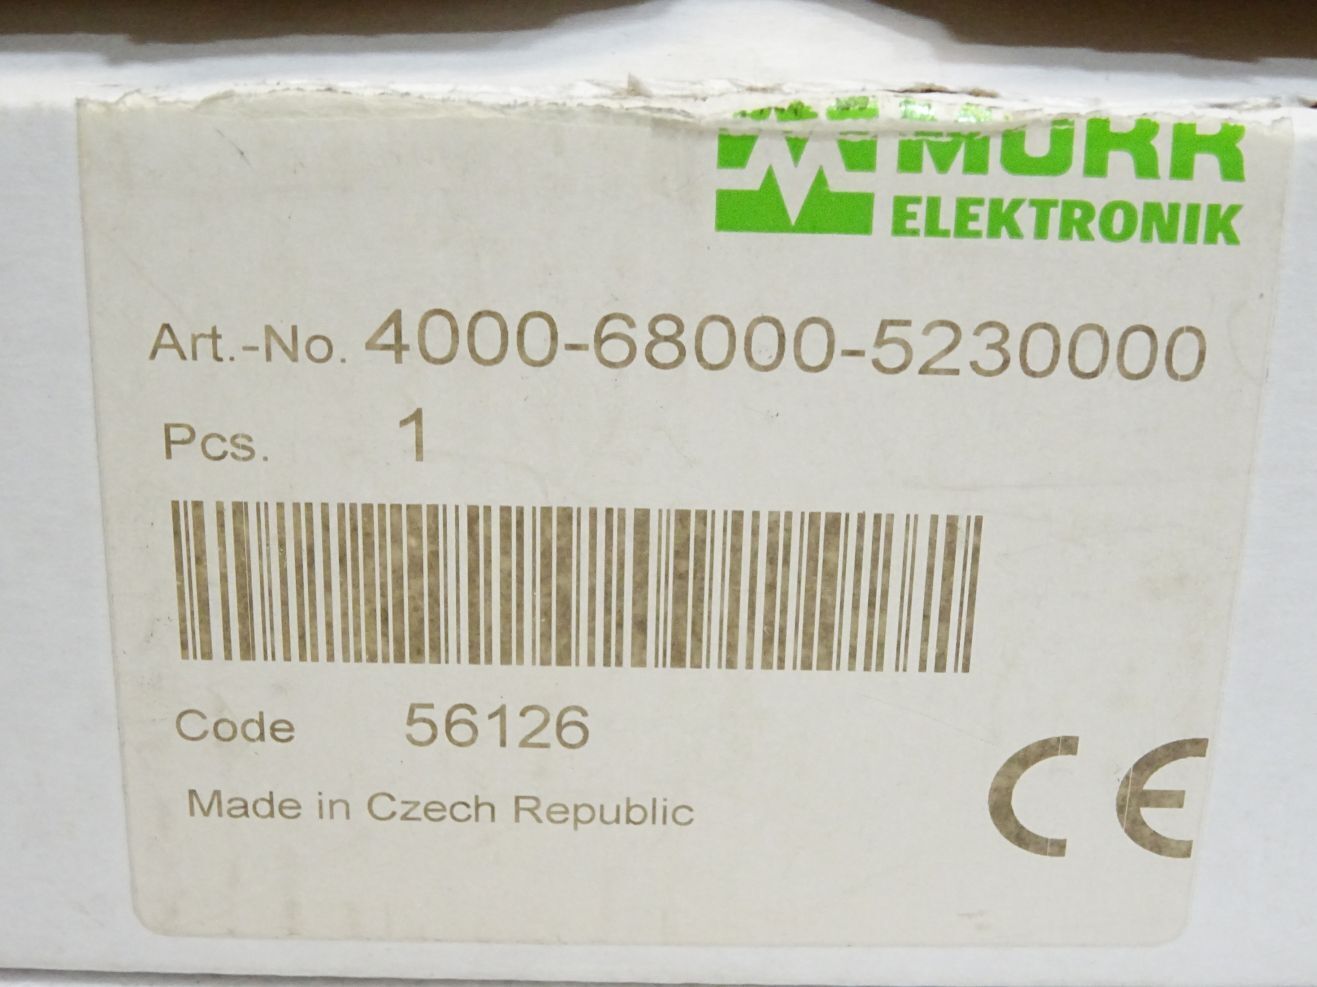 MURR
ELEKTRONIK
Art.-No. 4000-68000-5230000
Pcs. 1
Code 56126
Made in Czech Republic
CE